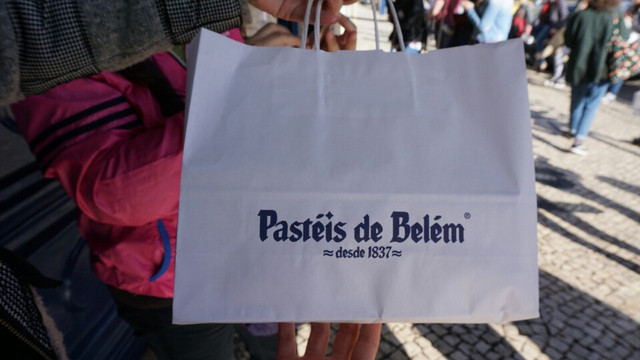 Pastéis de Belém®
≈desde 1837≈